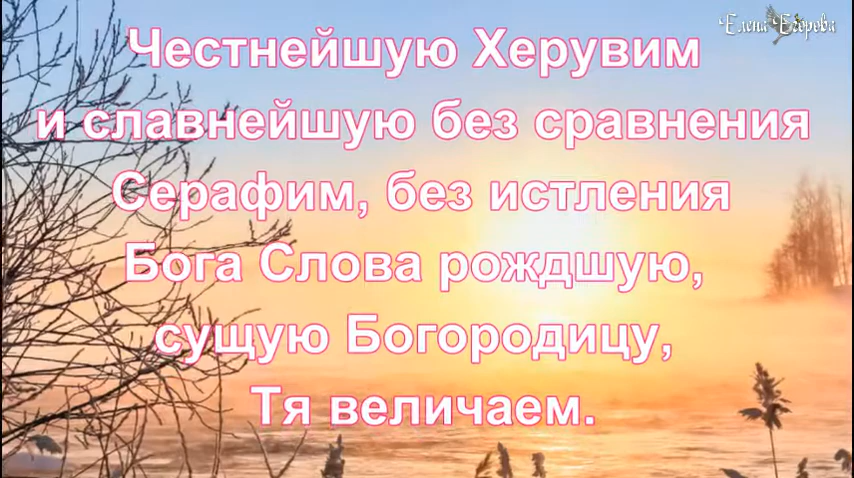 Елена Егорова
Честнейшую Херувим
и славнейшую без сравнения
Серафим, без истления
Бога Слова рождшую,
сущую Богородицу,
Тя величаем.